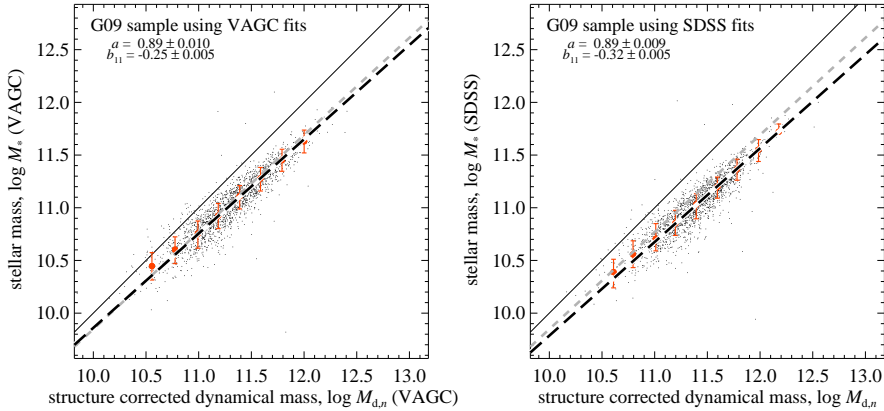 G09 sample using VAGC fits
a = 0.89 ± 0.010
b11 = -0.25 ± 0.005
12.5
12.0
11.5
11.0
10.5
10.0
stellar mass, log M* (VAGC)
10.0 10.5 11.0 11.5 12.0 12.5 13.0
structure corrected dynamical mass, log Md,n (VAGC)
G09 sample using SDSS fits
a = 0.89 ± 0.009
b11 = -0.32 ± 0.005
12.5
12.0
11.5
11.0
10.5
10.0
stellar mass, log M* (SDSS)
10.0 10.5 11.0 11.5 12.0 12.5 13.0
structure corrected dynamical mass, log Md,n